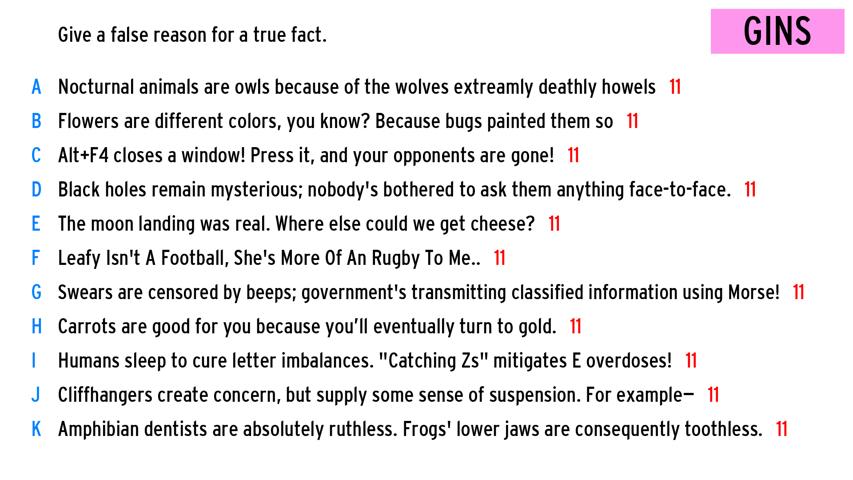 Give a false reason for a true fact.
GINS
A Nocturnal animals are owls because of the wolves extreamly deathly howels 11
B Flowers are different colors, you know? Because bugs painted them so 11
C Alt+F4 closes a window! Press it, and your opponents are gone! 11
D Black holes remain mysterious; nobody's bothered to ask them anything face-to-face. 11
E The moon landing was real. Where else could we get cheese? 11
F Leafy Isn't A Football, She's More Of An Rugby To Me.. 11
G Swears are censored by beeps; government's transmitting classified information using Morse! 11
H Carrots are good for you because you’ll eventually turn to gold. 11
I Humans sleep to cure letter imbalances. "Catching Zs" mitigates E overdoses! 11
J Cliffhangers create concern, but supply some sense of suspension. For example— 11
K Amphibian dentists are absolutely ruthless. Frogs' lower jaws are consequently toothless. 11